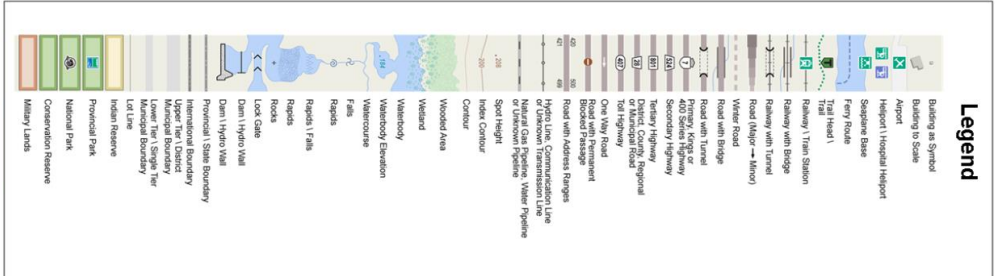 Legend
Building as Symbol
Building to Scale
Airport
Heliport \ Hospital Heliport
Seaplane Base
Ferry Route
Trail Head \
Trail
Railway \ Train Station
Railway with Bridge
Railway with Tunnel
Road (Major → Minor)
Winter Road
Road with Bridge
Road with Tunnel
Primary, Kings or
400 Series Highway
Secondary Highway
Tertiary Highway
District, County, Regional
or Municipal Road
Toll Highway
One Way Road
Road with Permanent
Blocked Passage
Road with Address Ranges
Hydro Line, Communication Line
or Unknown Transmission Line
Natural Gas Pipeline, Water Pipeline
or Unknown Pipeline
Spot Height
Index Contour
Contour
Wooded Area
Wetland
Waterbody
Waterbody Elevation
Watercourse
Falls
Rapids
Rapids \ Falls
Rapids
Rocks
Lock Gate
Dam \ Hydro Wall
Dam \ Hydro Wall
Provincial \ State Boundary
International Boundary
Upper Tier \ District
Municipal Boundary
Lower Tier \ Single Tier
Municipal Boundary
Lot Line
Indian Reserve
Provincial Park
National Park
Conservation Reserve
Military Lands
7
534
801
407
200